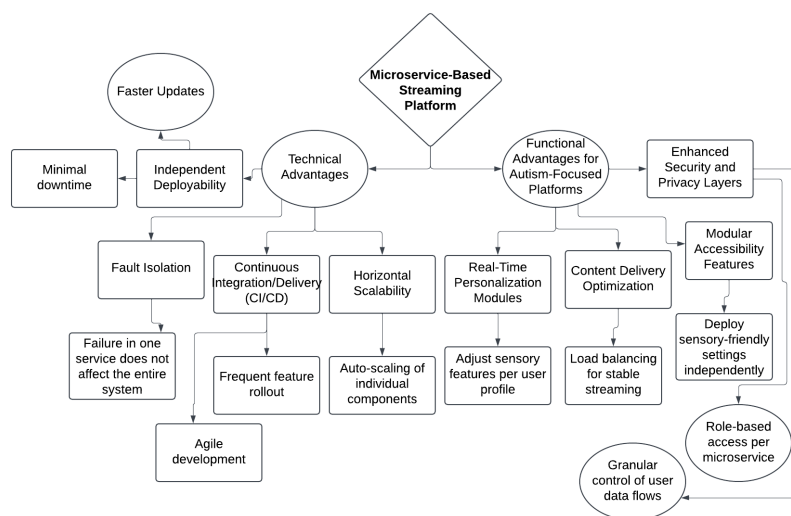 Microservice-Based
Streaming
Platform
Faster Updates
Minimal
downtime
Independent
Deployability
Technical
Advantages
Functional
Advantages for
Autism-Focused
Platforms
Enhanced
Security and
Privacy Layers
Fault Isolation
Continuous
Integration/Delivery
(CI/CD)
Horizontal
Scalability
Real-Time
Personalization
Modules
Content Delivery
Optimization
Modular
Accessibility
Features
Failure in one
service does not
affect the entire
system
Frequent feature
rollout
Auto-scaling of
individual
components
Adjust sensory
features per user
profile
Load balancing
for stable
streaming
Deploy
sensory-friendly
settings
independently
Agile
development
Role-based
access per
microservice
Granular
control of user
data flows